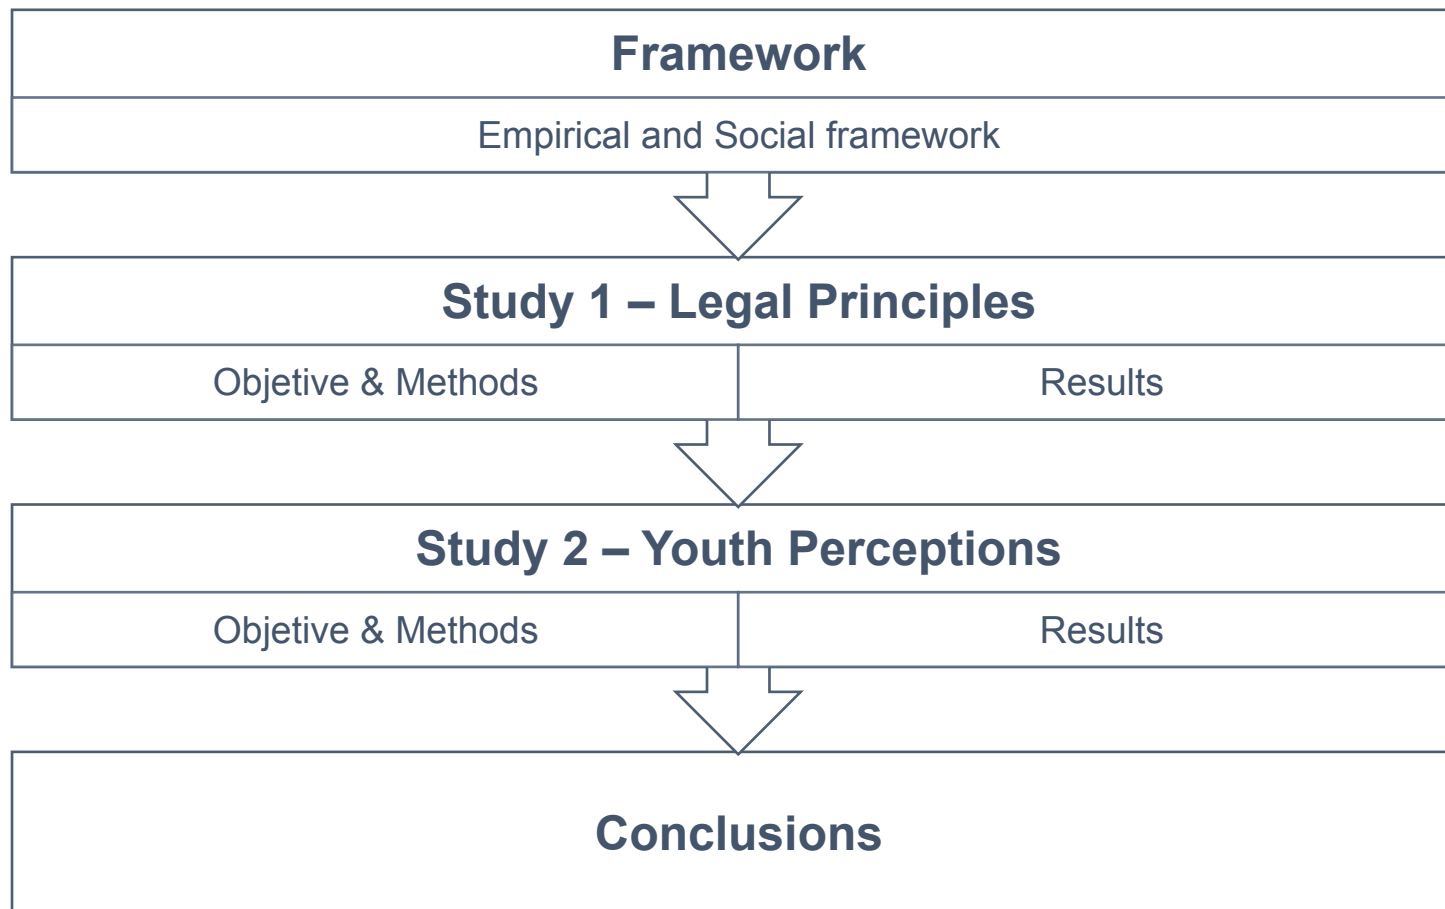 Framework
Empirical and Social framework
Study 1 – Legal Principles
Objetive & Methods
Results
Study 2 – Youth Perceptions
Objetive & Methods
Results
Conclusions